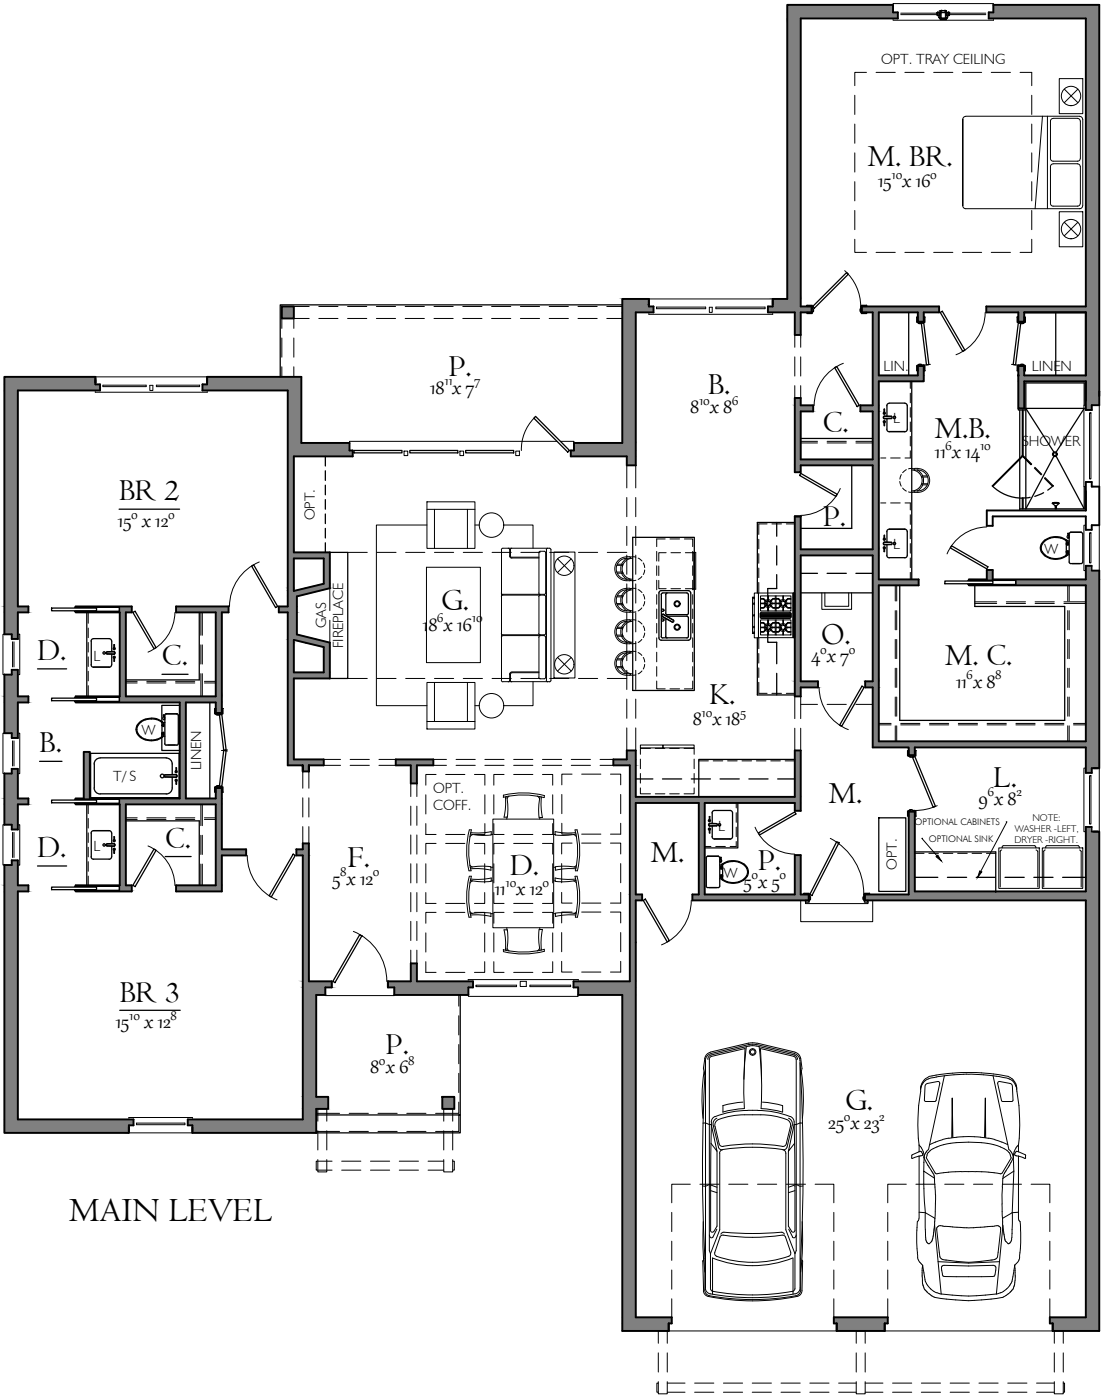 OPT. TRAY CEILING
M. BR.
15¹⁰ x 16⁰
P.
18¹¹ x 7⁷
B.
8¹⁰ x 8⁶
LIN.
LINEN
C.
M.B.
11⁶ x 14¹⁰
SHOWER
L
BR 2
15⁰ x 12⁰
OPT.
P.
L
W
GAS
FIREPLACE
G.
18⁶ x 16¹⁰
O.
4⁰ x 7⁰
M. C.
11⁶ x 8⁸
D.
L
C.
K.
8¹⁰ x 18⁵
B.
W
LINEN
T/S
OPT.
COFF.
M.
L.
9⁶ x 8²
OPTIONAL CABINETS
OPTIONAL SINK
NOTE:
WASHER -LEFT,
DRYER -RIGHT.
D.
L
C.
F.
5⁸ x 12⁰
D.
11¹⁰ x 12⁰
M.
L
W
P.
5⁰ x 5⁰
OPT.
BR 3
15¹⁰ x 12⁸
P.
8⁰ x 6⁸
G.
25⁰ x 23²
MAIN LEVEL